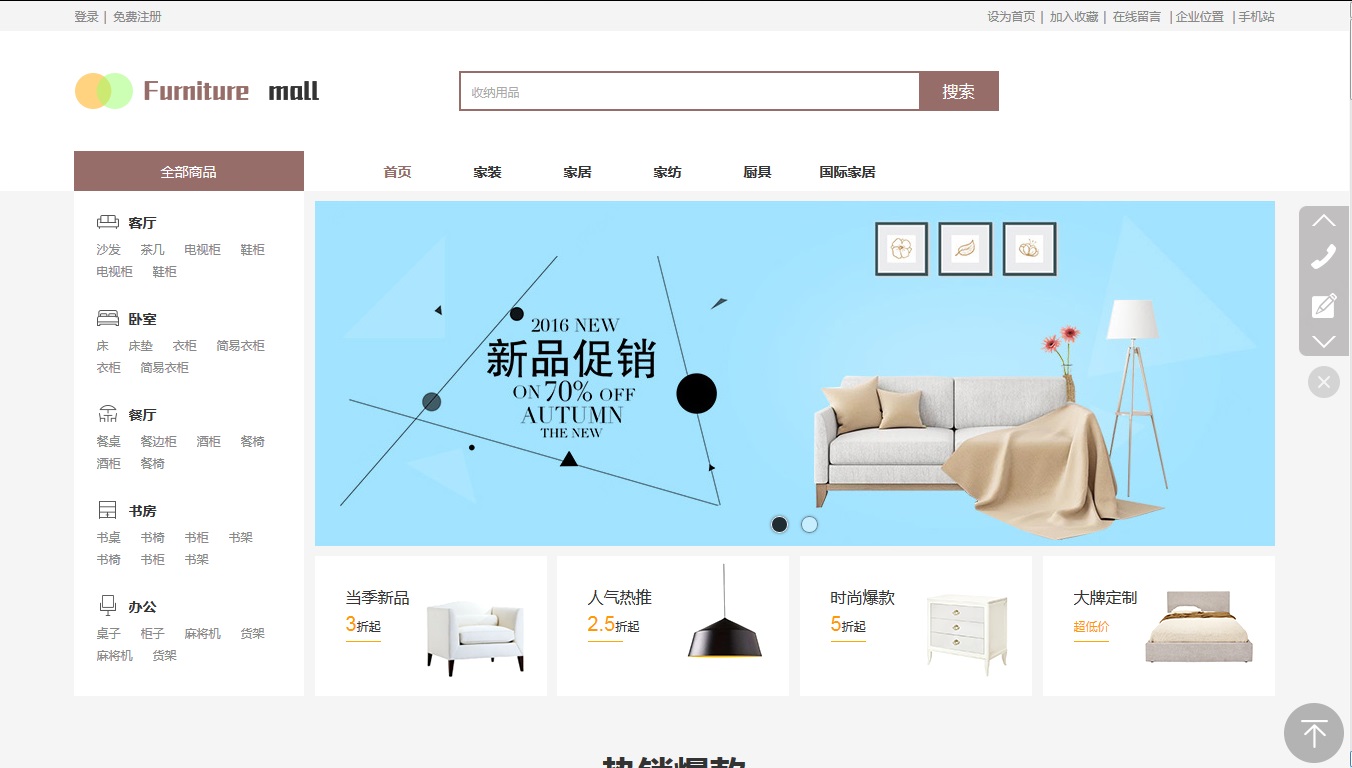 登录 | 免费注册
设为首页 | 加入收藏 | 在线留言 | 企业位置 | 手机站
Furniture mall
收纳用品
搜索
全部商品
首页 家装 家居 家纺 厨具 国际家居
客厅
沙发 茶几 电视柜 鞋柜
电视柜 鞋柜
卧室
床 床垫 衣柜 简易衣柜
衣柜 简易衣柜
餐厅
餐桌 餐边柜 酒柜 餐椅
酒柜 餐椅
书房
书桌 书椅 书柜 书架
书椅 书柜 书架
办公
桌子 柜子 麻将机 货架
麻将机 货架
2016 NEW
新品促销
ON 70% OFF
AUTUMN
THE NEW
当季新品
3折起
人气热推
2.5折起
时尚爆款
5折起
大牌定制
超低价
热销爆款